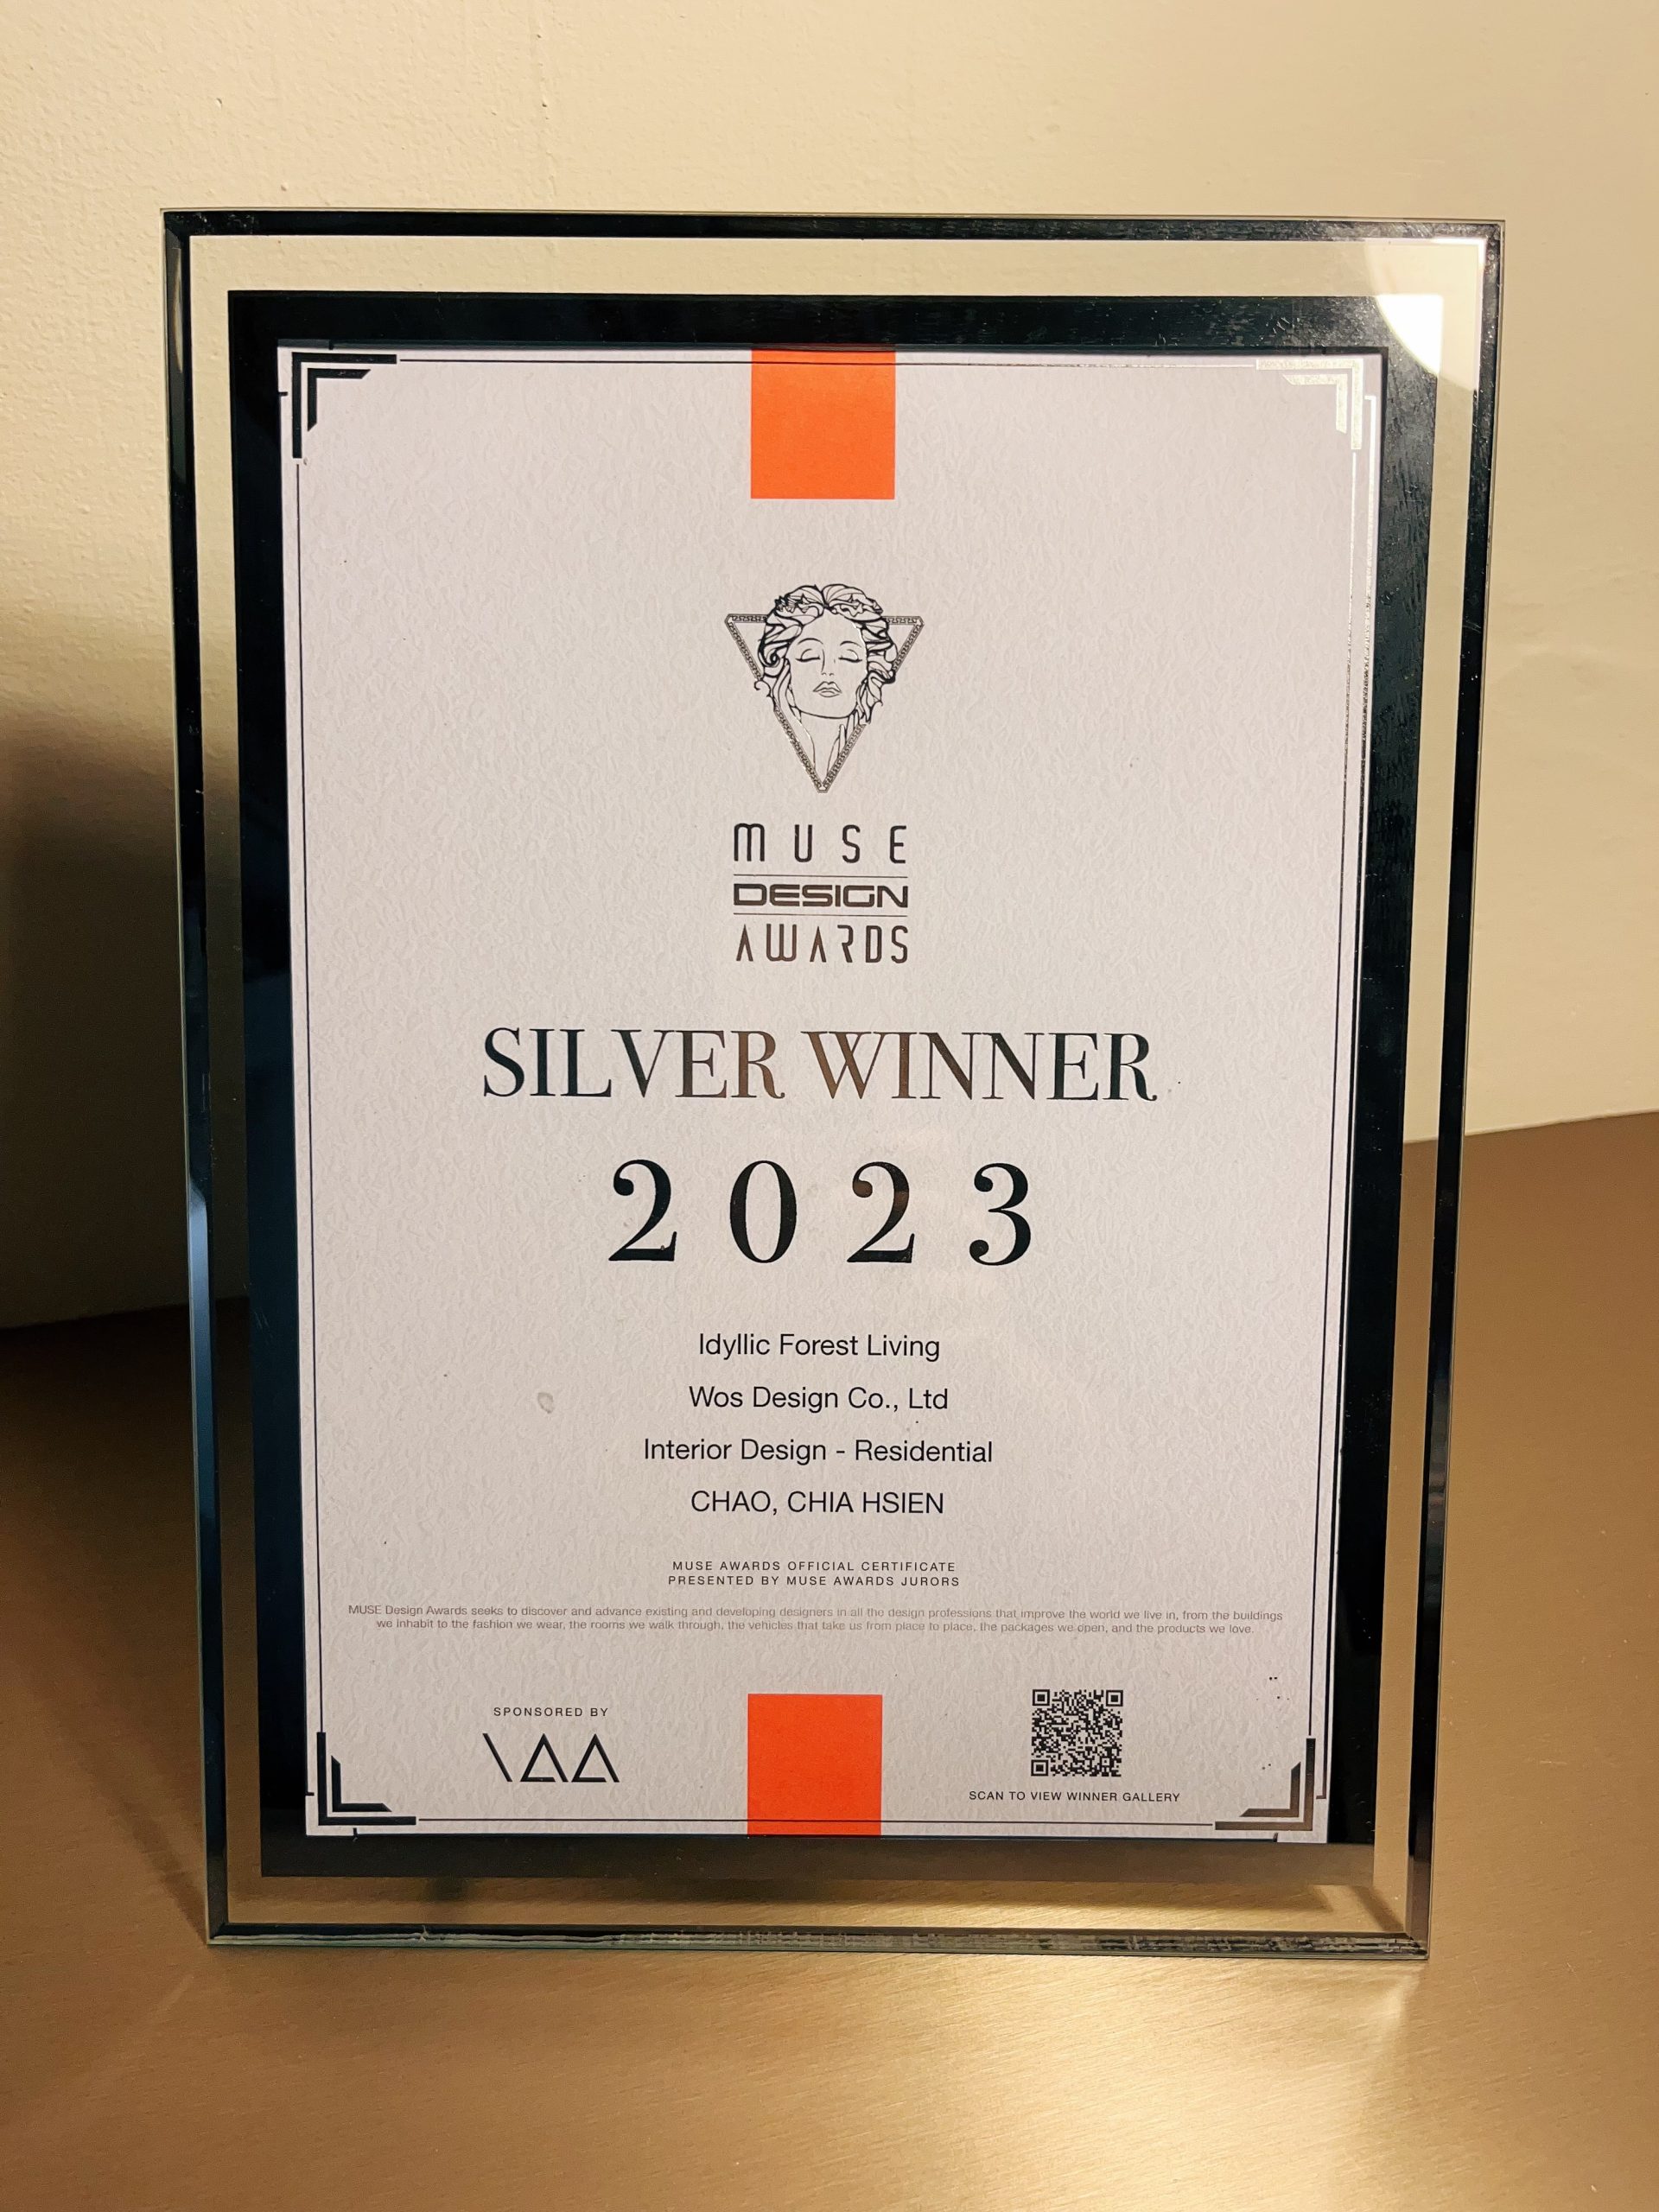 MUSE
DESIGN
AWARDS
SILVER WINNER
2023
Idyllic Forest Living
Wos Design Co., Ltd
Interior Design - Residential
CHAO, CHIA HSIEN
MUSE AWARDS OFFICIAL CERTIFICATE
PRESENTED BY MUSE AWARDS JURORS
MUSE Design Awards seeks to discover and advance existing and developing designers in all the design professions that improve the world we live in, from the buildings
we inhabit to the fashion we wear, the rooms we walk through, the vehicles that take us from place to place, the packages we open, and the products we love.
SPONSORED BY
IAA
SCAN TO VIEW WINNER GALLERY